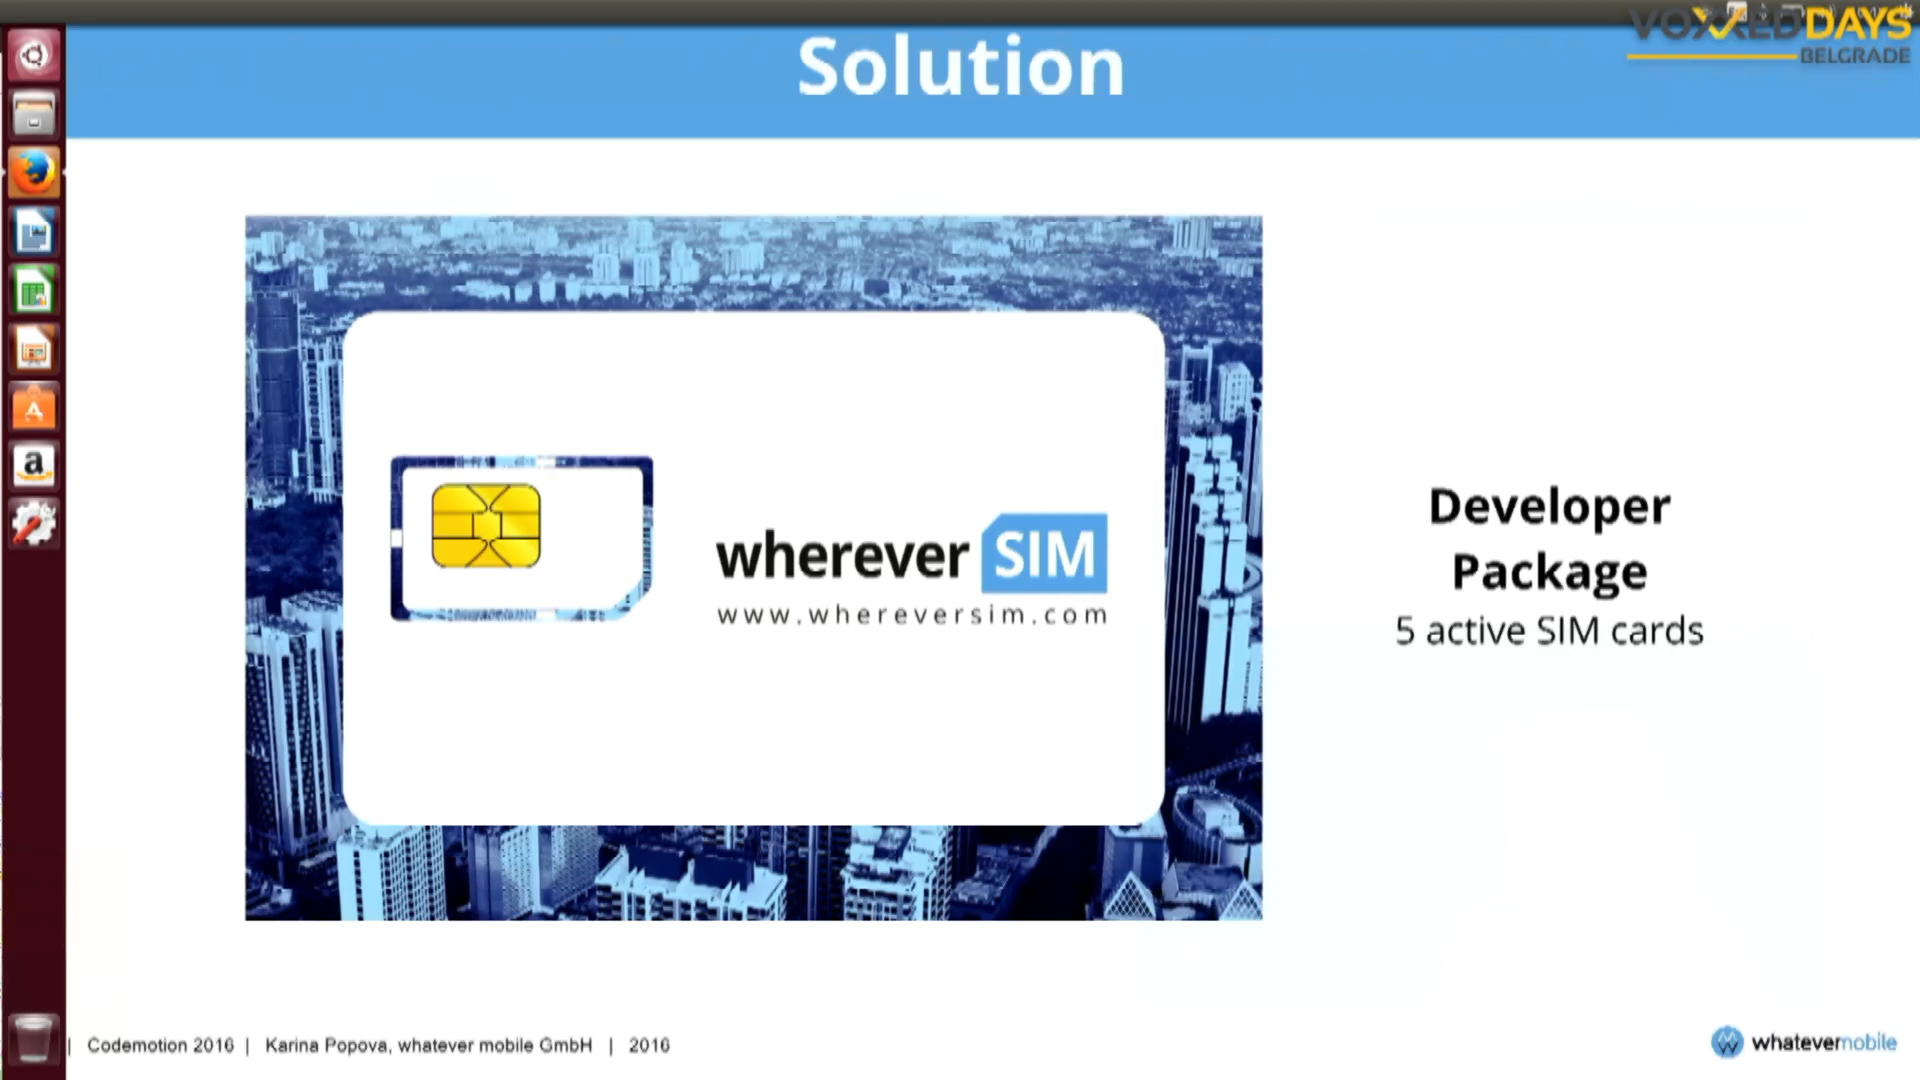 Solution
VOXXED DAYS
BELGRADE
wherever SIM
www.whereversim.com
Developer
Package
5 active SIM cards
| Codemotion 2016 | Karina Popova, whatever mobile GmbH | 2016
whatevermobile